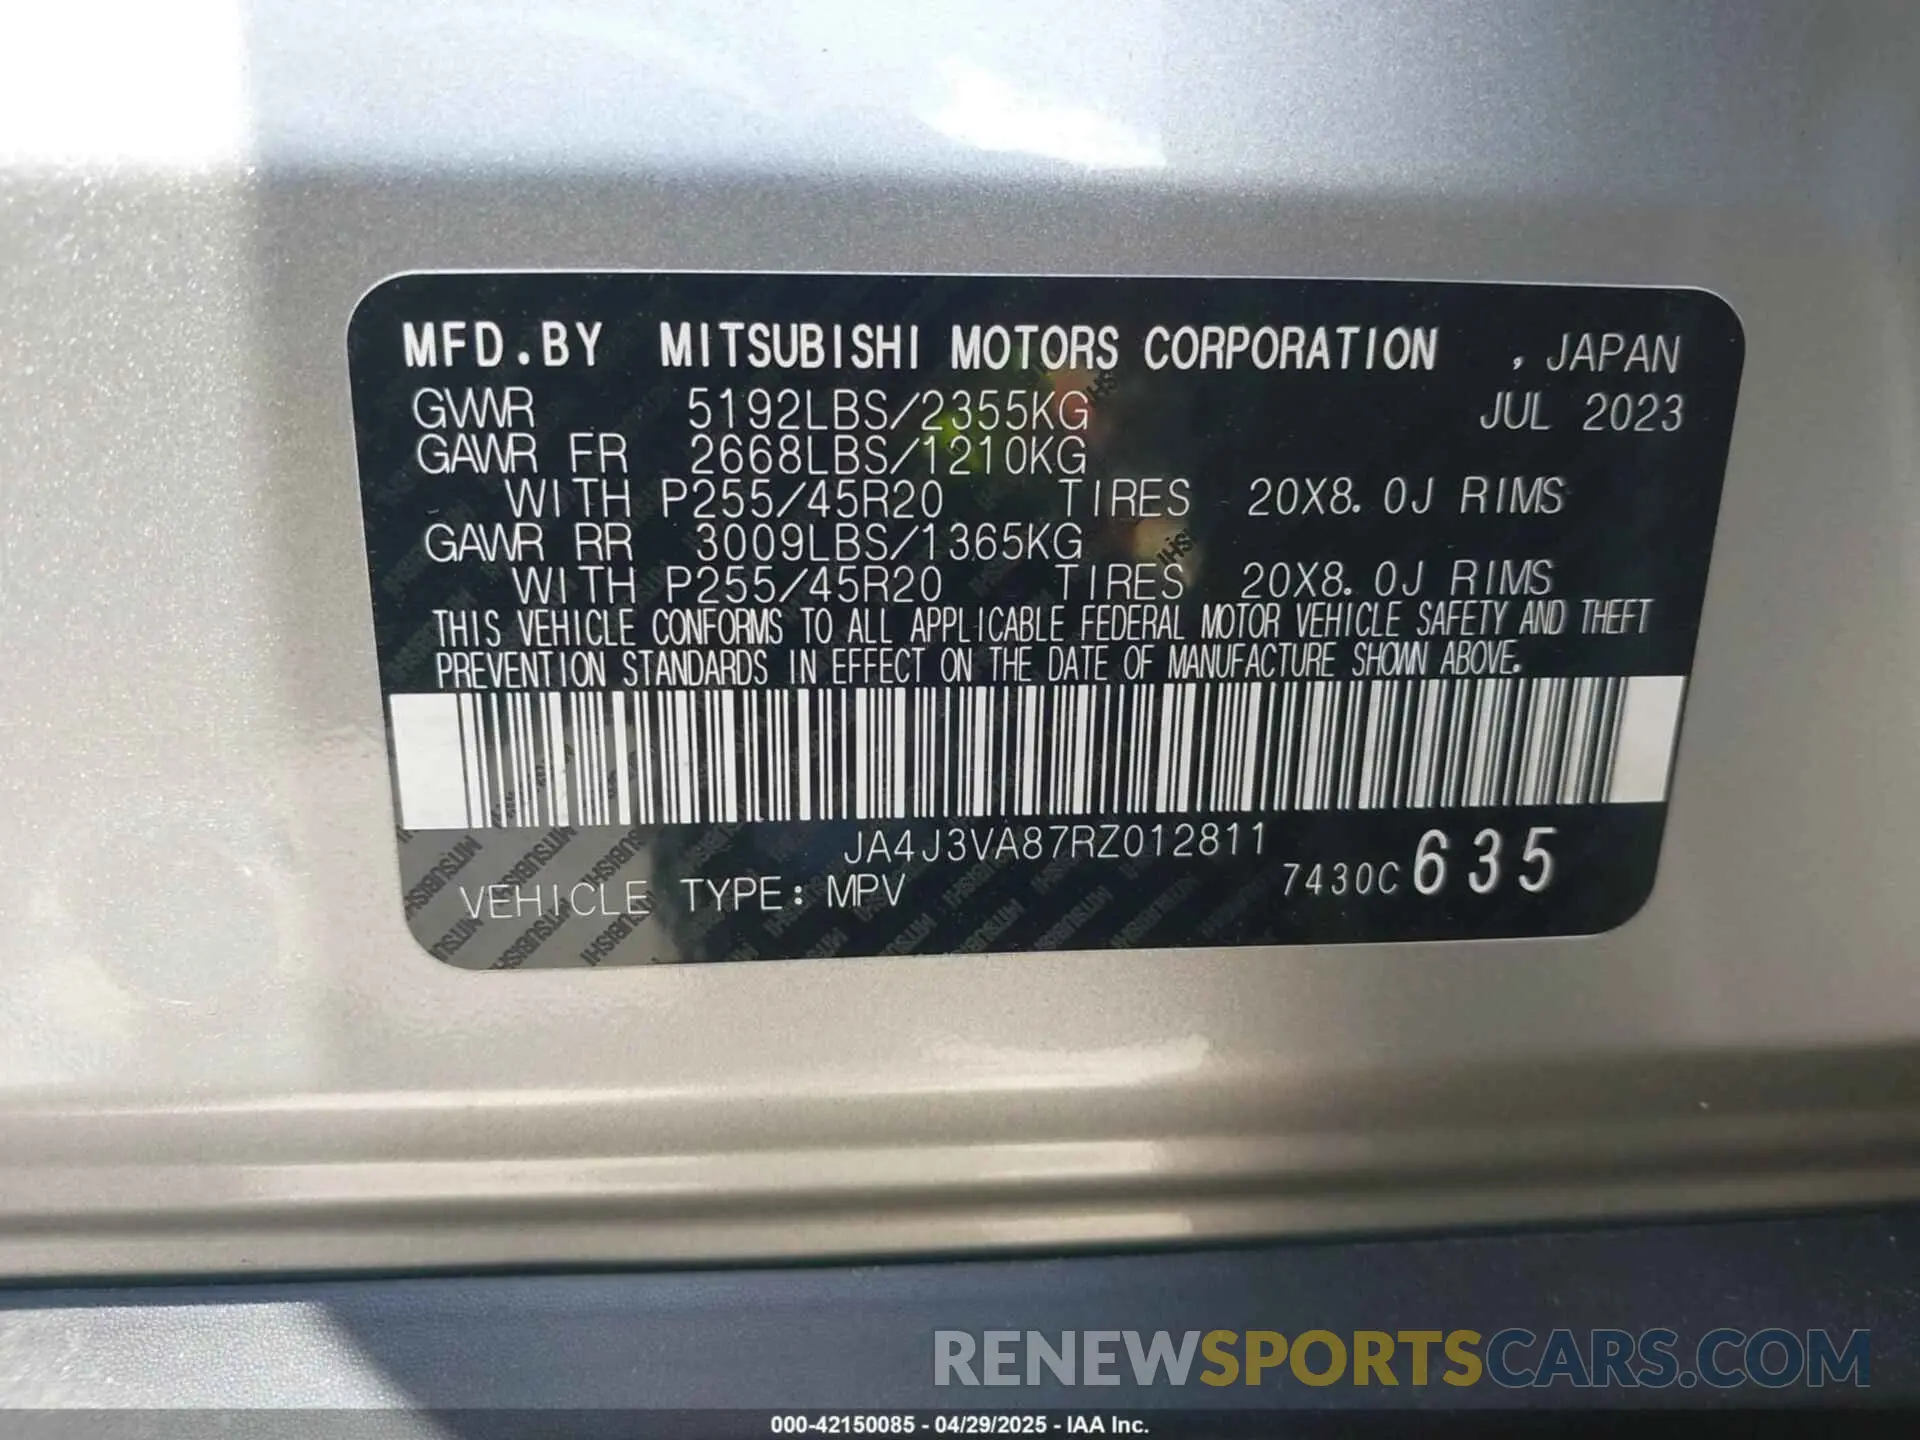 MFD.BY MITSUBISHI MOTORS CORPORATION , JAPAN
GVWR 5192LBS/2355KG JUL 2023
GAWR FR 2668LBS/1210KG
WITH P255/45R20 TIRES 20X8.0J RIMS
GAWR RR 3009LBS/1365KG
WITH P255/45R20 TIRES 20X8.0J RIMS
THIS VEHICLE CONFORMS TO ALL APPLICABLE FEDERAL MOTOR VEHICLE SAFETY AND THEFT
PREVENTION STANDARDS IN EFFECT ON THE DATE OF MANUFACTURE SHOWN ABOVE.
JA4J3VA87RZ012811
7430C 635
VEHICLE TYPE: MPV
RENEWSPORTSCARS.COM
000-42150085 - 04/29/2025 - IAA Inc.